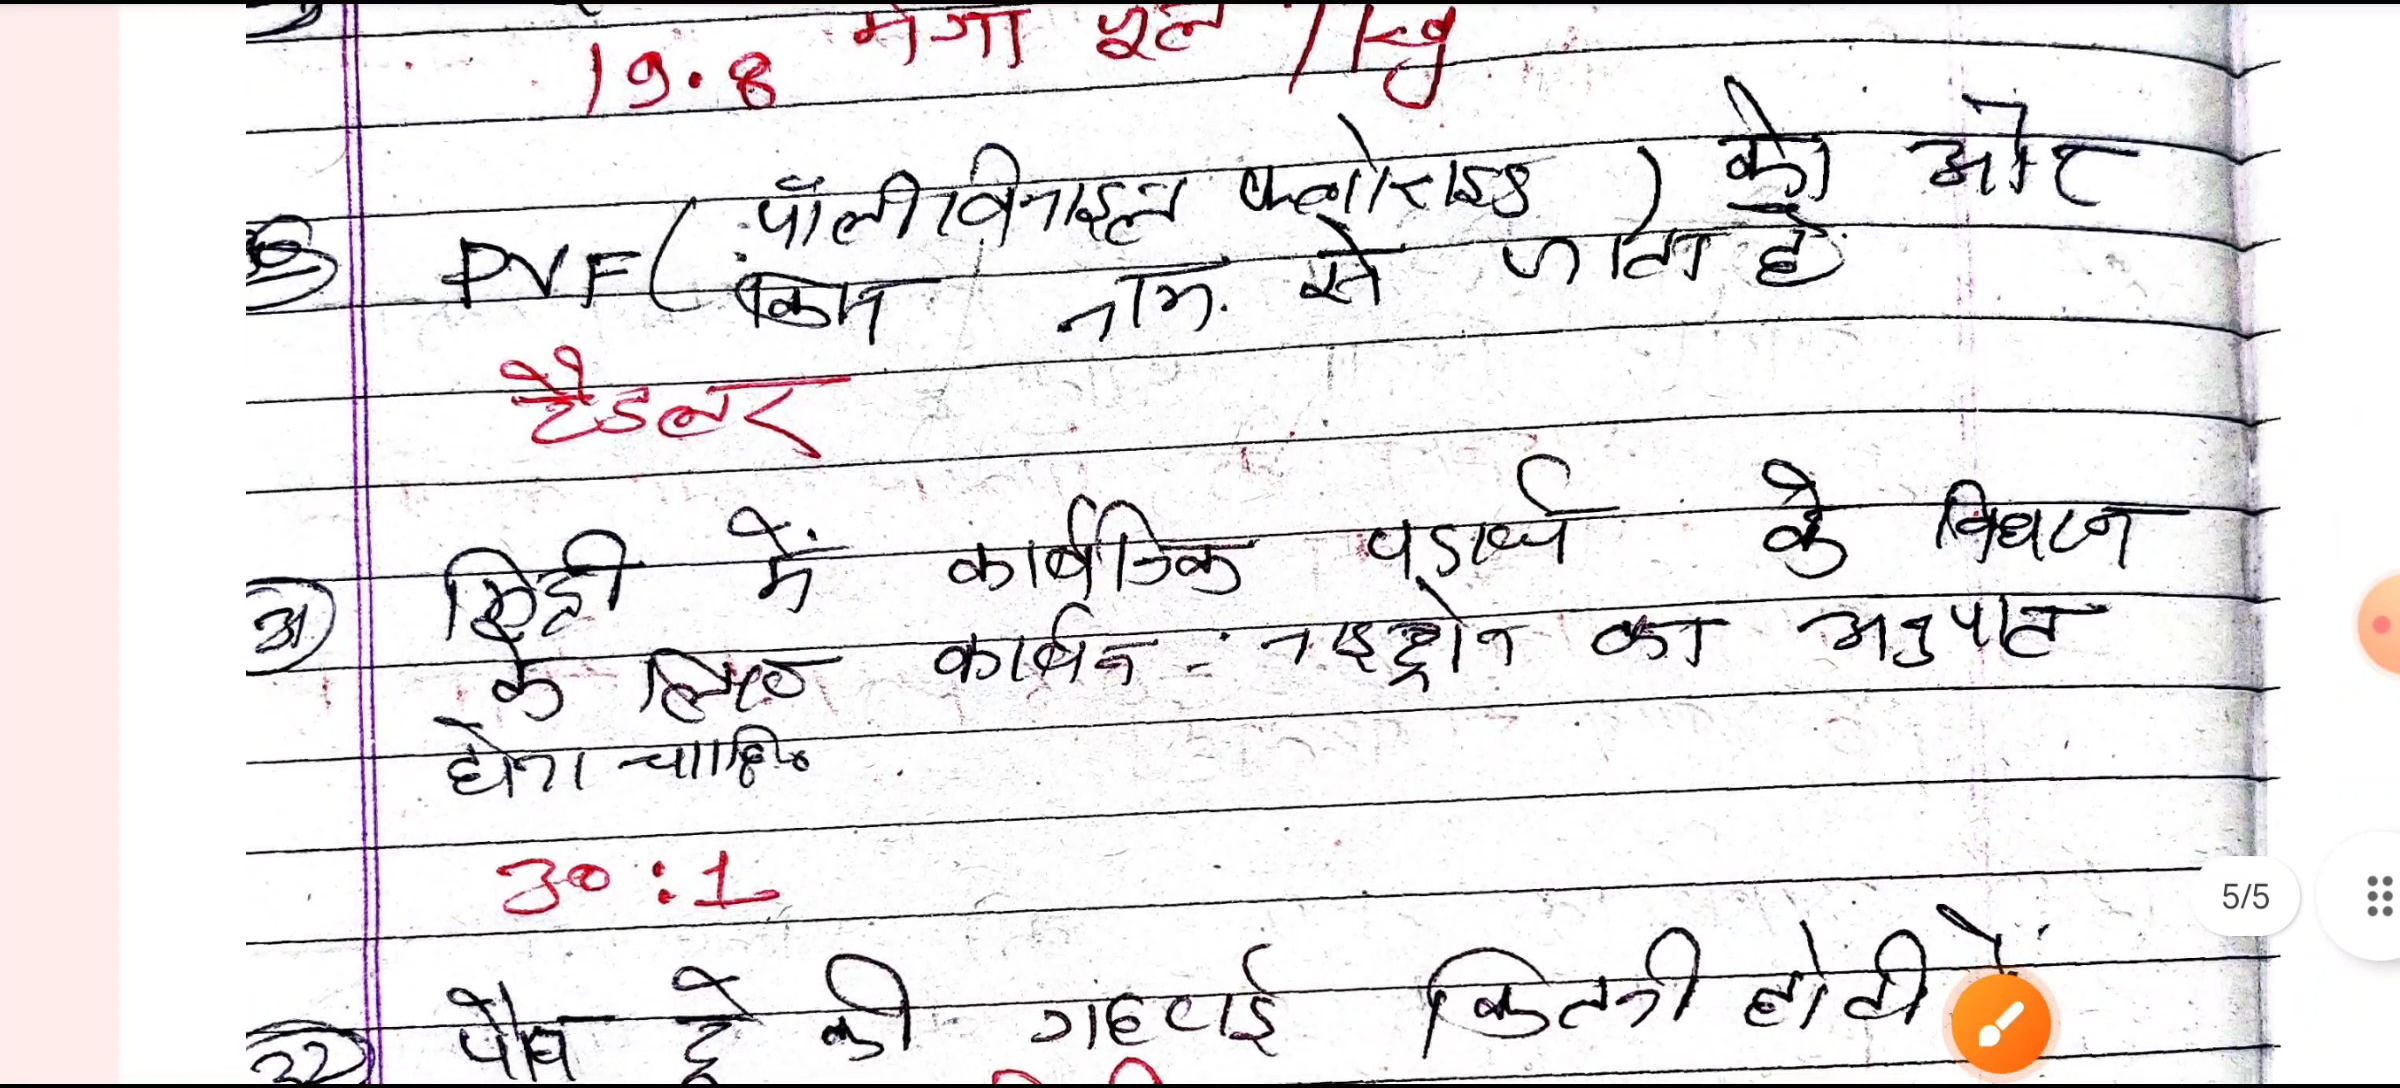 19.8 मेगा जूल / kg
PVF ( पॉलीविनाइल फ्लोराइड ) को और
किन नाम. से जाता है
टैडलर
मिट्टी में कार्बनिक पदार्थ के विघटन
के लिए कार्बन : नाइट्रोजन का अनुपात
होना चाहिए
30 : 1
5/5
पौध ट्रे की गहराई कितनी होती
22